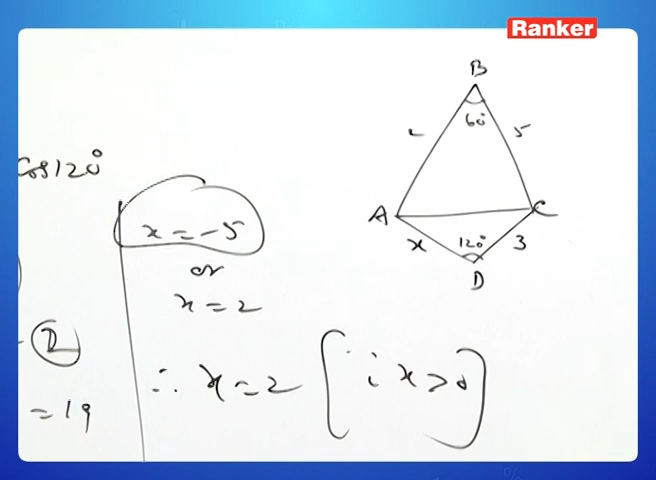 Ranker
B
60°
5
cos120°
A
C
x
120°
3
D
x = -5
or
x = 2
2
= 19
∴ x = 2 [∵ x > 0]